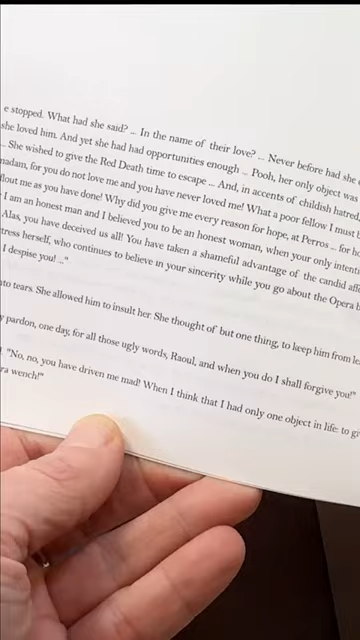 e stopped. What had she said? ... In the name of their love? ... Never before had she
she loved him. And yet she had had opportunities enough ... Pooh, her only object was
... She wished to give the Red Death time to escape ... And, in accents of childish hatred,
madam, for you do not love me and you have never loved me! What a poor fellow I must
flout me as you have done! Why did you give me every reason for hope, at Perros ... for
I am an honest man and I believed you to be an honest woman, when your only intenti
Alas, you have deceived us all! You have taken a shameful advantage of the candid affe
tress herself, who continues to believe in your sincerity while you go about the Opera b
I despise you! ..."
nto tears. She allowed him to insult her. She thought of but one thing, to keep him from le
y pardon, one day, for all those ugly words, Raoul, and when you do I shall forgive you!"
"No, no, you have driven me mad! When I think that I had only one object in life: to gi
ra wench!"